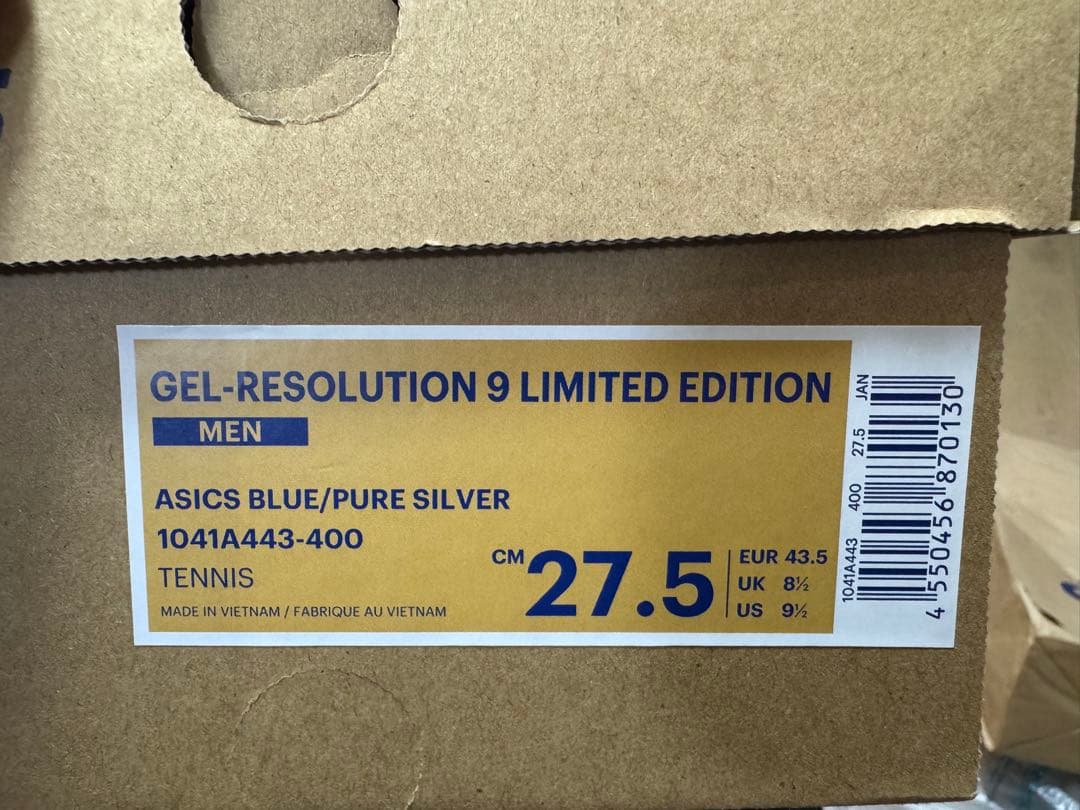 GEL-RESOLUTION 9 LIMITED EDITION
MEN
ASICS BLUE/PURE SILVER
1041A443-400
TENNIS
MADE IN VIETNAM / FABRIQUE AU VIETNAM
CM 27.5
EUR 43.5
UK 8½
US 9½
1041A443 400 27.5 JAN
4 550456 870130